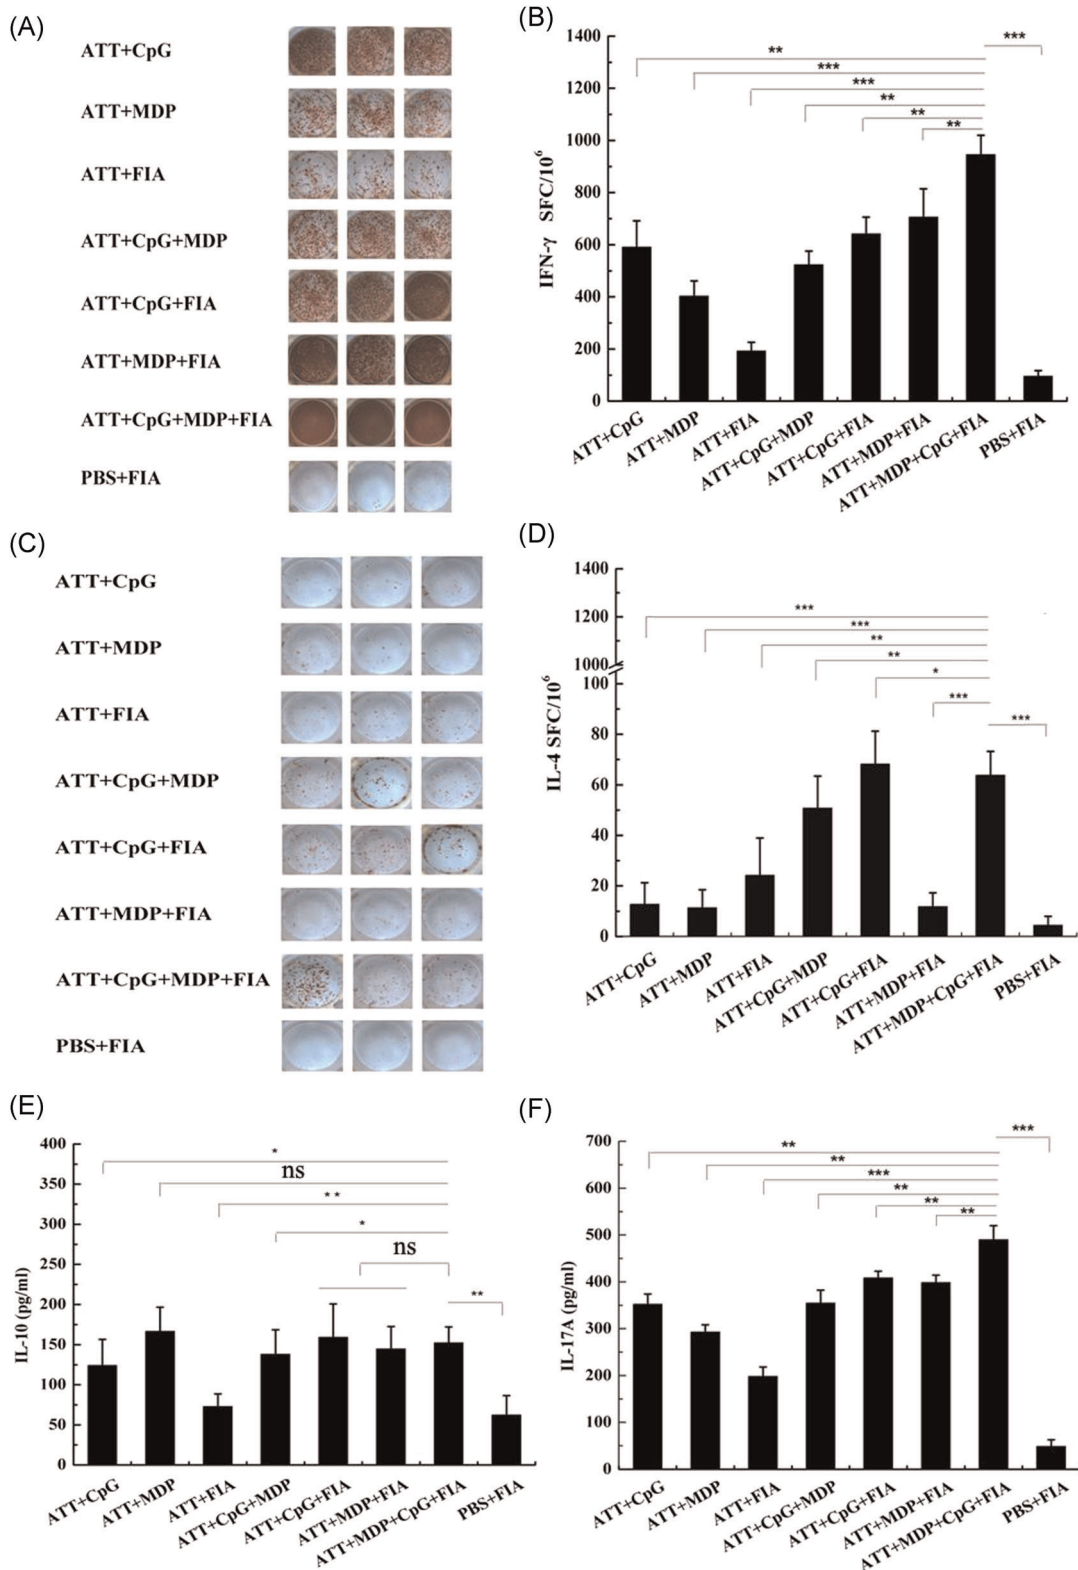 (A)
ATT+CpG
ATT+MDP
ATT+FIA
ATT+CpG+MDP
ATT+CpG+FIA
ATT+MDP+FIA
ATT+CpG+MDP+FIA
PBS+FIA
(B)
IFN-γ SFC/10⁶
1400
1200
1000
800
600
400
200
0
**
***
***
***
**
**
**
ATT+CpG
ATT+MDP
ATT+FIA
ATT+CpG+MDP
ATT+CpG+FIA
ATT+MDP+FIA
ATT+MDP+CpG+FIA
PBS+FIA
(C)
ATT+CpG
ATT+MDP
ATT+FIA
ATT+CpG+MDP
ATT+CpG+FIA
ATT+MDP+FIA
ATT+CpG+MDP+FIA
PBS+FIA
(D)
IL-4 SFC/10⁶
1400
1200
1000
100
80
60
40
20
0
***
***
**
**
*
***
***
ATT+CpG
ATT+MDP
ATT+FIA
ATT+CpG+MDP
ATT+CpG+FIA
ATT+MDP+FIA
ATT+MDP+CpG+FIA
PBS+FIA
(E)
IL-10 (pg/ml)
400
350
300
250
200
150
100
50
0
*
ns
**
*
ns
**
ATT+CpG
ATT+MDP
ATT+FIA
ATT+CpG+MDP
ATT+CpG+FIA
ATT+MDP+FIA
ATT+MDP+CpG+FIA
PBS+FIA
(F)
IL-17A (pg/ml)
700
600
500
400
300
200
100
0
***
**
**
***
**
**
**
ATT+CpG
ATT+MDP
ATT+FIA
ATT+CpG+MDP
ATT+CpG+FIA
ATT+MDP+FIA
ATT+MDP+CpG+FIA
PBS+FIA